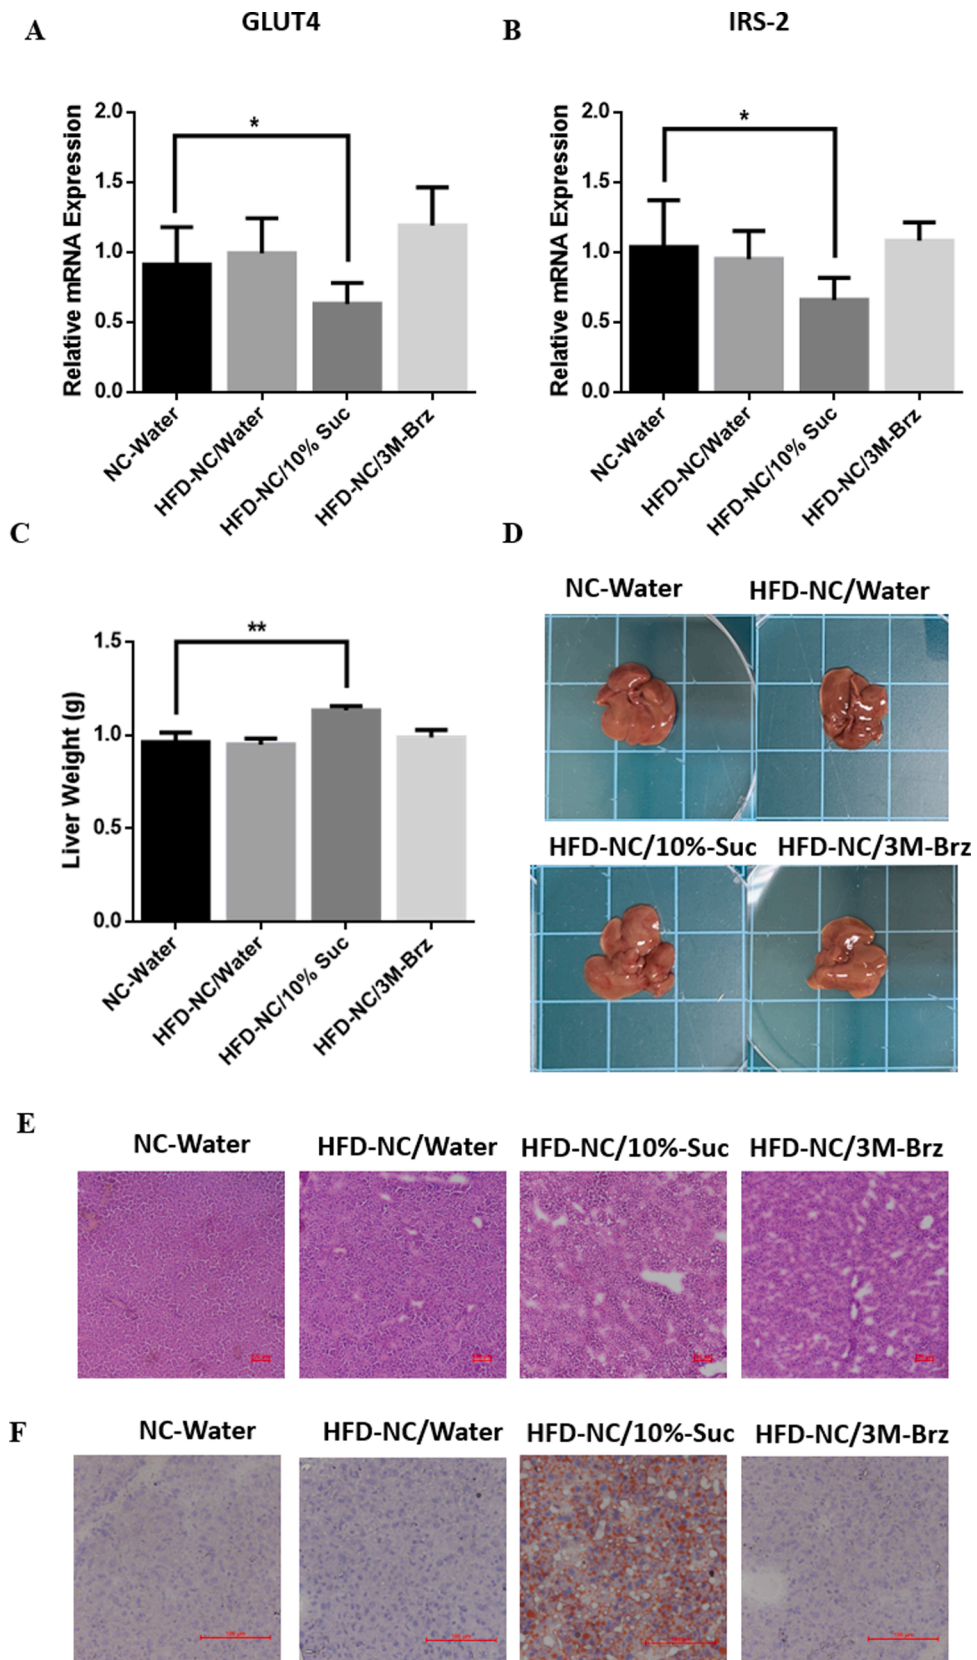 A GLUT4
B IRS-2
Relative mRNA Expression
2.0
1.5
1.0
0.5
0.0
*
NC-Water
HFD-NC/Water
HFD-NC/10% Suc
HFD-NC/3M-Brz
Relative mRNA Expression
2.0
1.5
1.0
0.5
0.0
*
NC-Water
HFD-NC/Water
HFD-NC/10% Suc
HFD-NC/3M-Brz
C
Liver Weight (g)
1.5
1.0
0.5
0.0
**
NC-Water
HFD-NC/Water
HFD-NC/10% Suc
HFD-NC/3M-Brz
D
NC-Water HFD-NC/Water
HFD-NC/10%-Suc HFD-NC/3M-Brz
E
NC-Water HFD-NC/Water HFD-NC/10%-Suc HFD-NC/3M-Brz
F
NC-Water HFD-NC/Water HFD-NC/10%-Suc HFD-NC/3M-Brz
100 μm 100 μm 100 μm